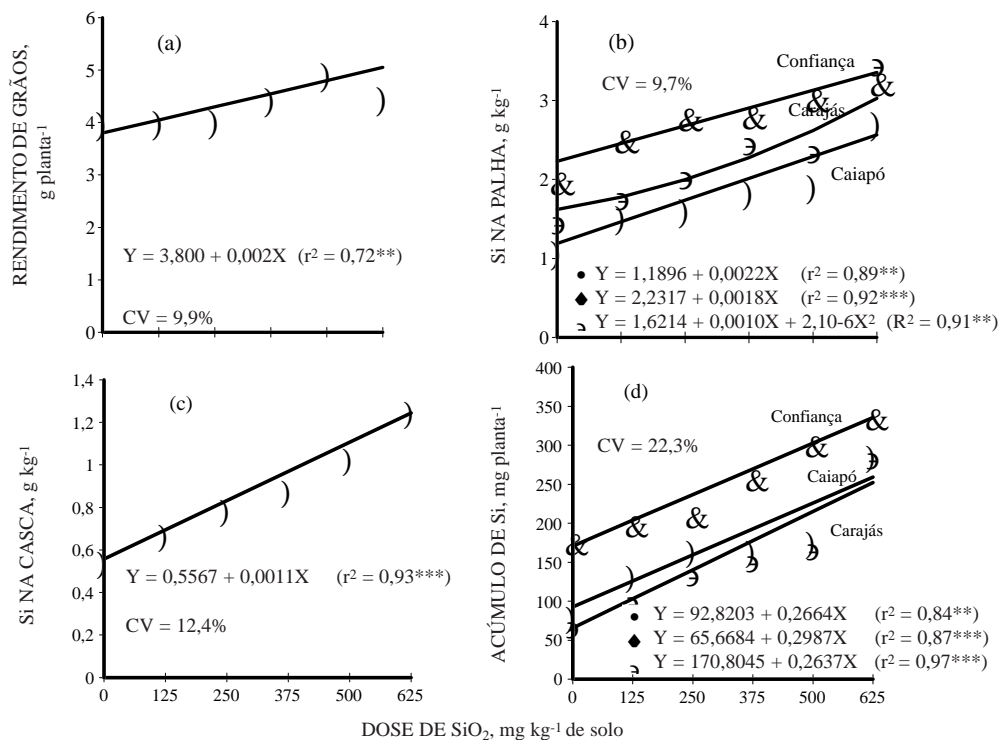 RENDIMENTO DE GRÃOS,
g planta-1
6
5
4
3
2
1
0
(a)
Y = 3,800 + 0,002X (r² = 0,72**)
CV = 9,9%
Si NA PALHA, g kg-1
4
3
2
1
0
(b)
CV = 9,7%
Confiança
Carajás
Caiapó
Y = 1,1896 + 0,0022X (r² = 0,89**)
Y = 2,2317 + 0,0018X (r² = 0,92***)
Y = 1,6214 + 0,0010X + 2,10-6X² (R² = 0,91**)
Si NA CASCA, g kg-1
1,4
1,2
1
0,8
0,6
0,4
0,2
0
(c)
Y = 0,5567 + 0,0011X (r² = 0,93***)
CV = 12,4%
0 125 250 375 500 625
ACÚMULO DE Si, mg planta-1
400
350
300
250
200
150
100
50
0
(d)
CV = 22,3%
Confiança
Caiapó
Carajás
Y = 92,8203 + 0,2664X (r² = 0,84**)
Y = 65,6684 + 0,2987X (r² = 0,87***)
Y = 170,8045 + 0,2637X (r² = 0,97***)
0 125 250 375 500 625
DOSE DE SiO₂, mg kg-1 de solo